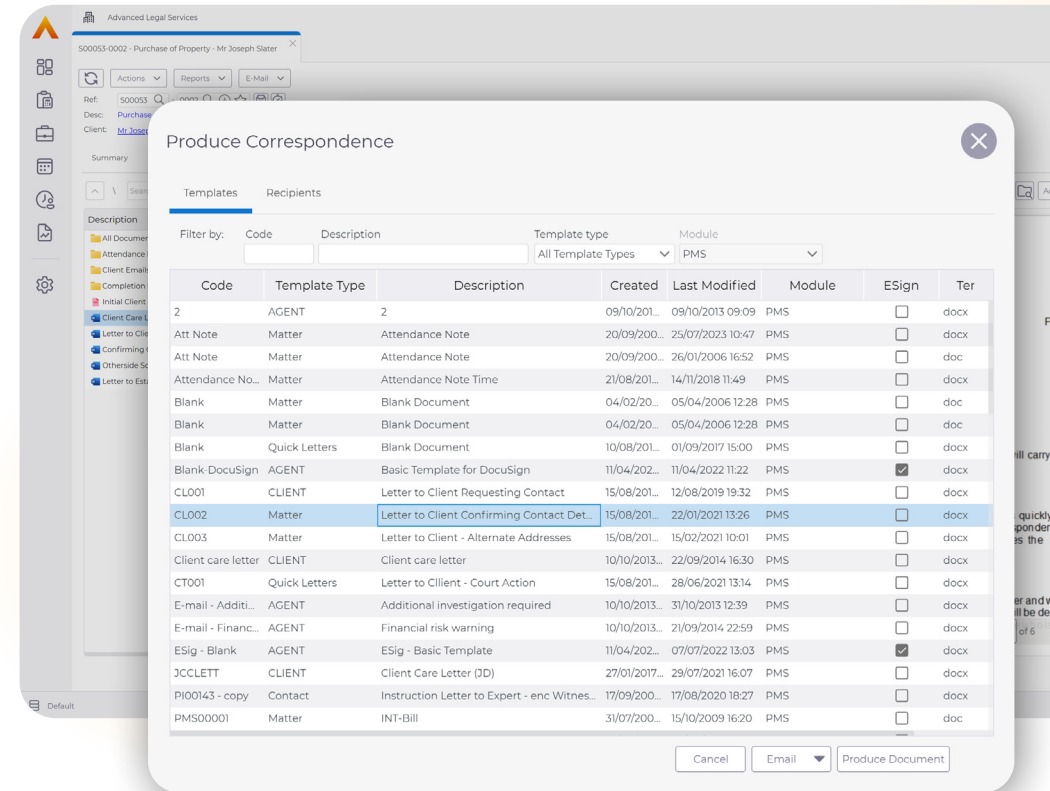 Advanced Legal Services
S00053-0002 - Purchase of Property - Mr Joseph Slater
Actions Reports E-Mail
Ref: S00053 0002
Desc: Purchase
Client:
Summary
Description
All Documen
Attendance
Client Emails
Completion
Initial Client
Client Care L
Letter to Clie
Confirming
Otherside So
Letter to Esta
Default
Produce Correspondence
Templates Recipients
Filter by: Code Description Template type Module
All Template Types PMS
Code Template Type Description Created Last Modified Module ESign Ter
2 AGENT 2 09/10/201... 09/10/2013 09:09 PMS docx
Att Note Matter Attendance Note 20/09/200... 25/07/2023 10:47 PMS docx
Att Note Matter Attendance Note 20/09/200... 26/01/2006 16:52 PMS doc
Attendance No... Matter Attendance Note Time 21/08/201... 14/11/2018 11:49 PMS docx
Blank Matter Blank Document 04/02/20... 05/04/2006 12:28 PMS doc
Blank Matter Blank Document 04/02/20... 05/04/2006 12:28 PMS doc
Blank Quick Letters Blank Document 10/08/201... 01/09/2017 15:00 PMS docx
Blank-DocuSign AGENT Basic Template for DocuSign 11/04/202... 11/04/2022 11:22 PMS docx
CL001 CLIENT Letter to Client Requesting Contact 15/08/201... 12/08/2019 19:32 PMS docx
CL002 Matter Letter to Client Confirming Contact Det... 15/08/201... 22/01/2021 13:26 PMS docx
CL003 Matter Letter to Client - Alternate Addresses 15/08/201... 15/02/2021 10:01 PMS docx
Client care letter CLIENT Client care letter 10/10/2013... 22/09/2014 16:30 PMS docx
CT001 Quick Letters Letter to Cllient - Court Action 15/08/201... 28/06/2021 13:14 PMS docx
E-mail - Additi... AGENT Additional investigation required 10/10/2013... 31/10/2013 12:39 PMS docx
E-mail - Financ... AGENT Financial risk warning 10/10/2013... 21/09/2014 22:59 PMS docx
ESig - Blank AGENT ESig - Basic Template 11/04/202... 07/07/2022 13:03 PMS docx
JCCLETT CLIENT Client Care Letter (JD) 27/01/2017... 29/07/2021 16:07 PMS docx
PI00143 - copy Contact Instruction Letter to Expert - enc Witnes... 17/09/200... 17/08/2020 18:27 PMS docx
PMS00001 Matter INT-Bill 31/07/200... 15/10/2009 16:20 PMS doc
Cancel Email Produce Document
ill carry
quickly
es the
er and w
ill be de
of 6